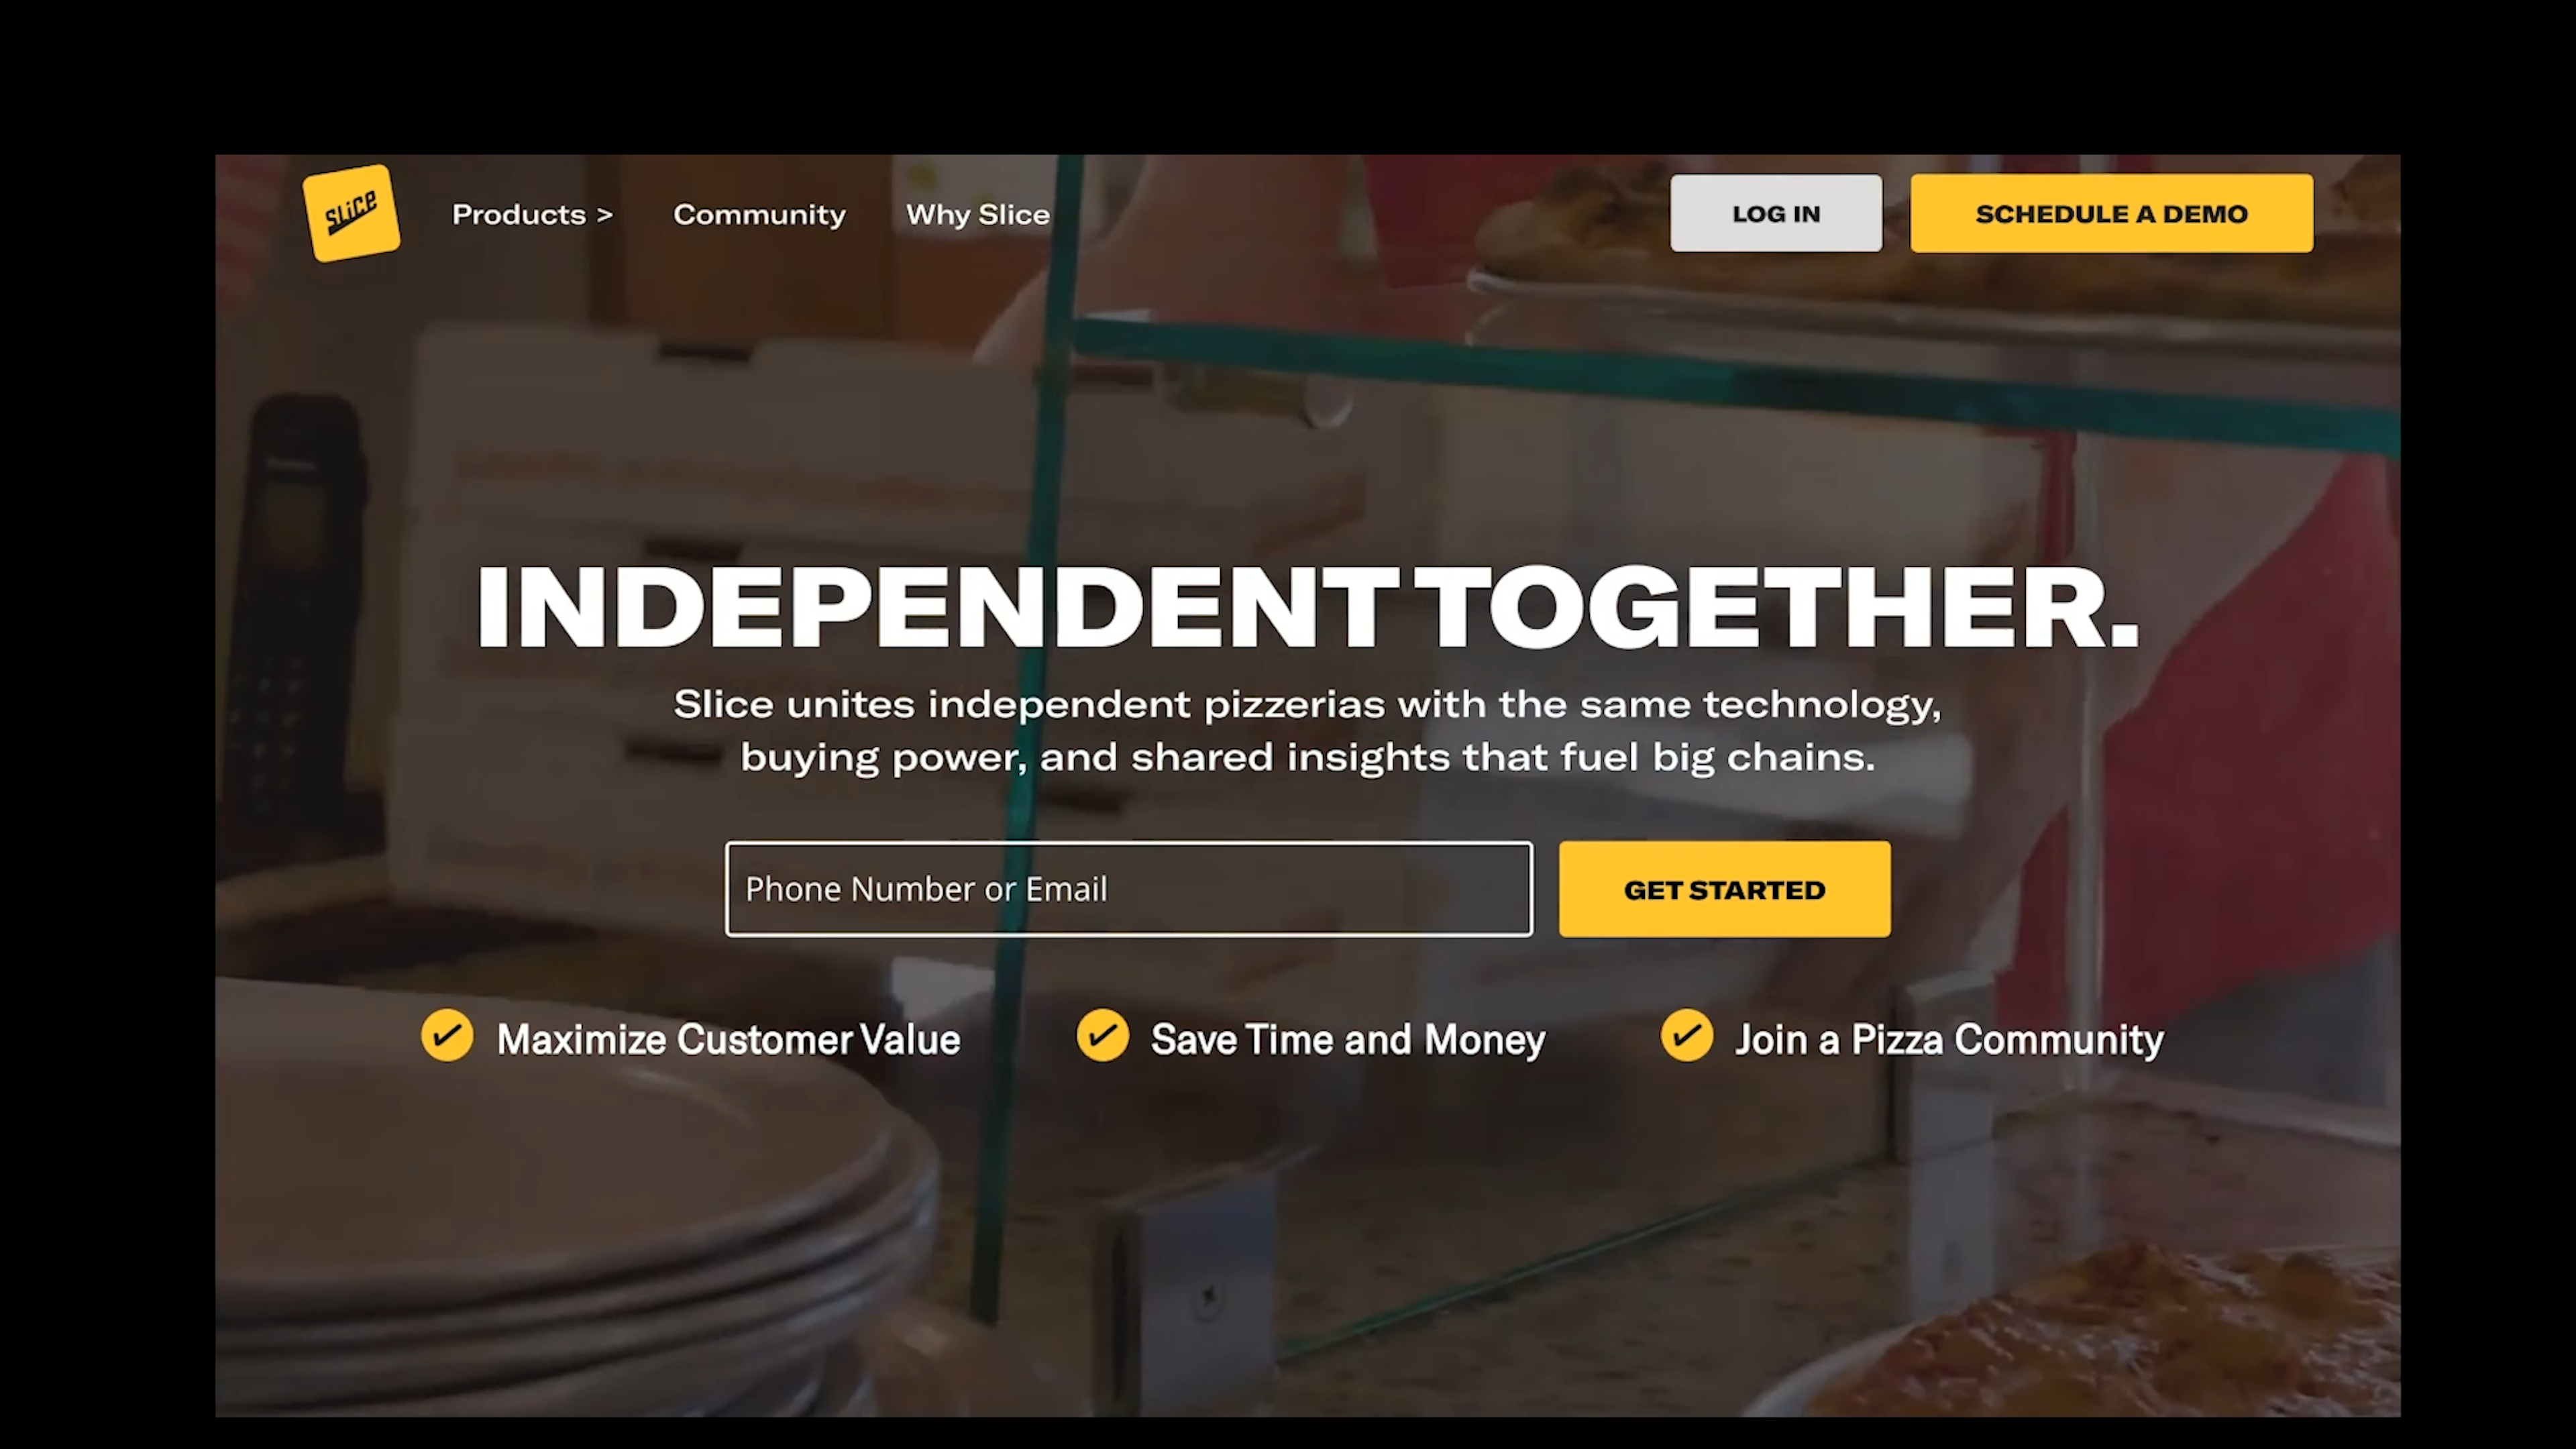 SLiCE
Products >
Community
Why Slice
LOG IN
SCHEDULE A DEMO
INDEPENDENT TOGETHER.
Slice unites independent pizzerias with the same technology,
buying power, and shared insights that fuel big chains.
Phone Number or Email
GET STARTED
Maximize Customer Value
Save Time and Money
Join a Pizza Community